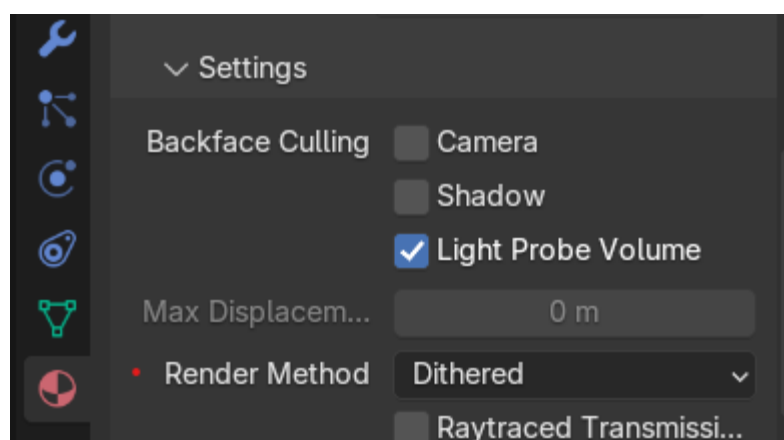 Settings
Backface Culling Camera
Shadow
Light Probe Volume
Max Displacem... 0 m
Render Method Dithered
Raytraced Transmissi...